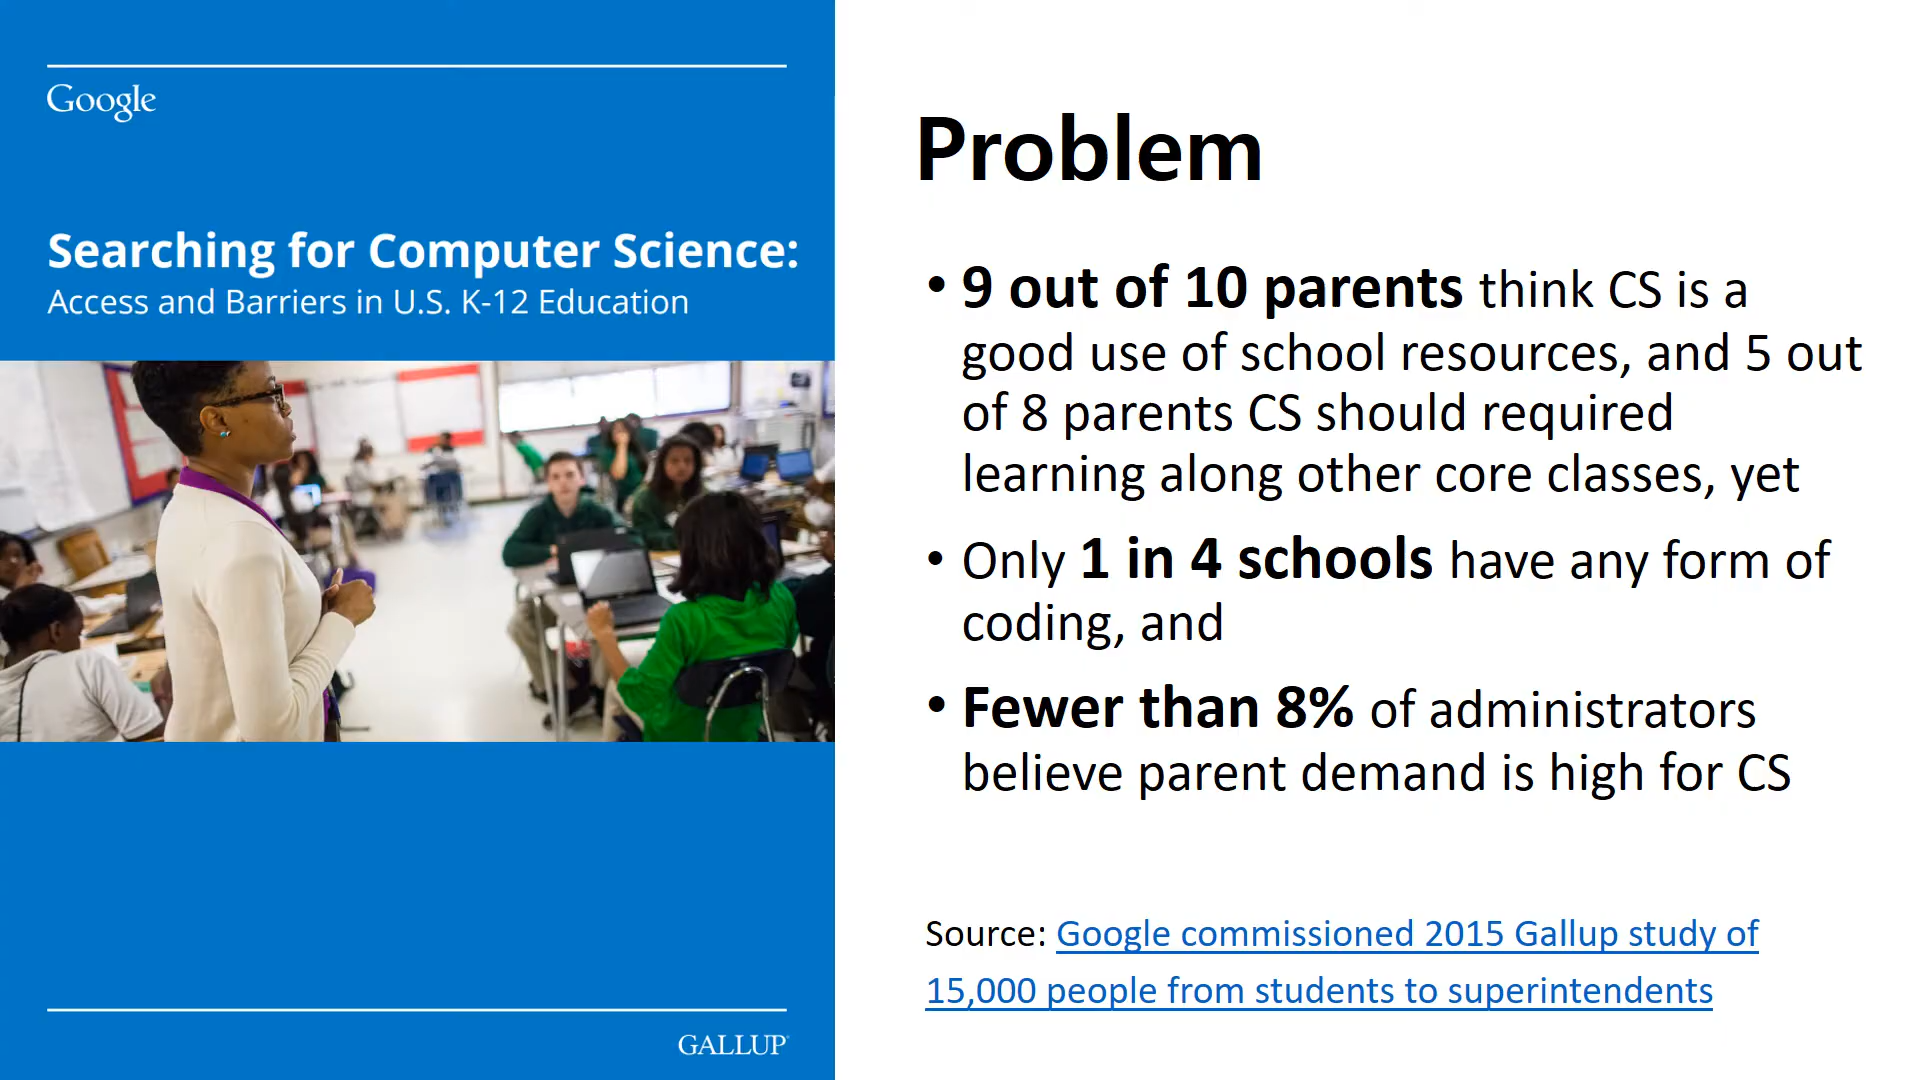 Google
Searching for Computer Science:
Access and Barriers in U.S. K-12 Education
GALLUP
Problem
• 9 out of 10 parents think CS is a
good use of school resources, and 5 out
of 8 parents CS should required
learning along other core classes, yet
• Only 1 in 4 schools have any form of
coding, and
• Fewer than 8% of administrators
believe parent demand is high for CS
Source: Google commissioned 2015 Gallup study of
15,000 people from students to superintendents